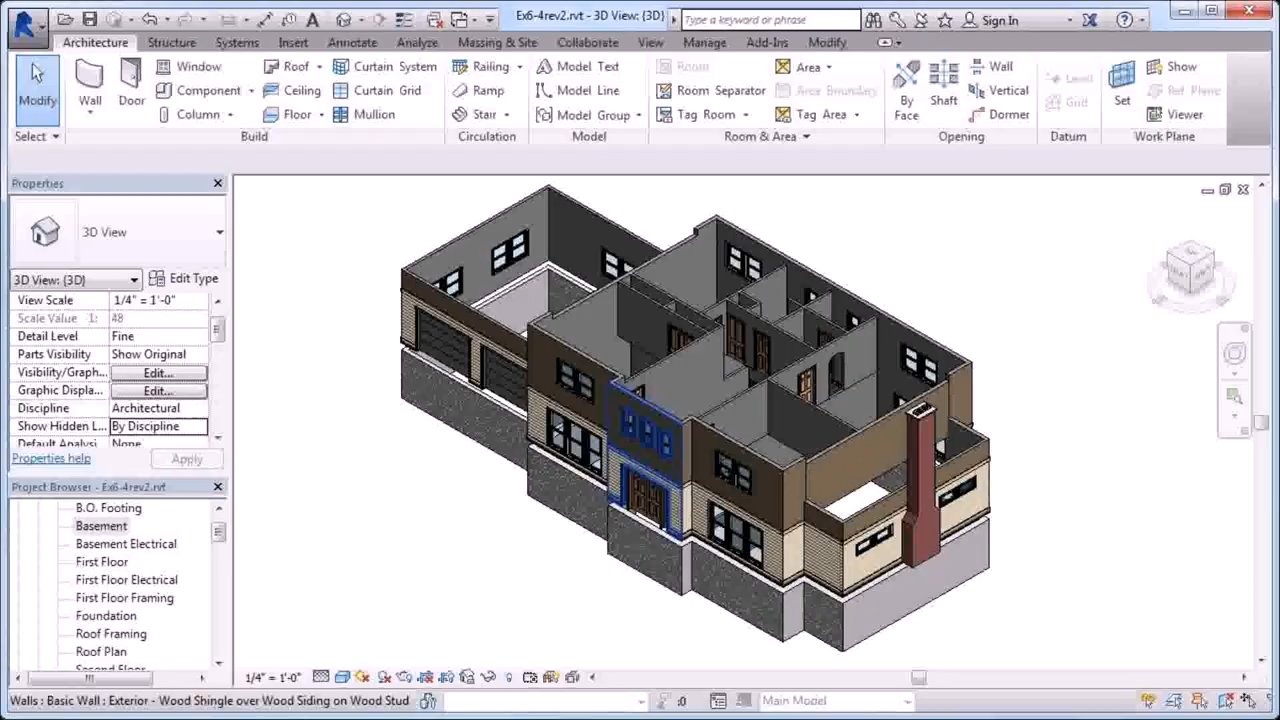 Ex6-4rev2.rvt - 3D View: {3D}
Type a keyword or phrase
Sign In
Architecture Structure Systems Insert Annotate Analyze Massing & Site Collaborate View Manage Add-Ins Modify
Modify
Select
Wall
Door
Window
Component
Column
Roof
Ceiling
Floor
Curtain System
Curtain Grid
Mullion
Build
Railing
Ramp
Stair
Circulation
Model Text
Model Line
Model Group
Model
Room
Room Separator
Tag Room
Area
Area Boundary
Tag Area
Room & Area
By Face
Shaft
Wall
Vertical
Dormer
Opening
Level
Grid
Datum
Set
Show
Ref Plane
Viewer
Work Plane
Properties
3D View
3D View: {3D}
Edit Type
View Scale 1/4" = 1'-0"
Scale Value 1: 48
Detail Level Fine
Parts Visibility Show Original
Visibility/Graph... Edit...
Graphic Displa... Edit...
Discipline Architectural
Show Hidden L... By Discipline
Default Analysi... None
Properties help Apply
Project Browser - Ex6-4rev2.rvt
B.O. Footing
Basement
Basement Electrical
First Floor
First Floor Electrical
First Floor Framing
Foundation
Roof Framing
Roof Plan
Second Floor
1/4" = 1'-0"
Walls : Basic Wall : Exterior - Wood Shingle over Wood Siding on Wood Stud
:0
Main Model